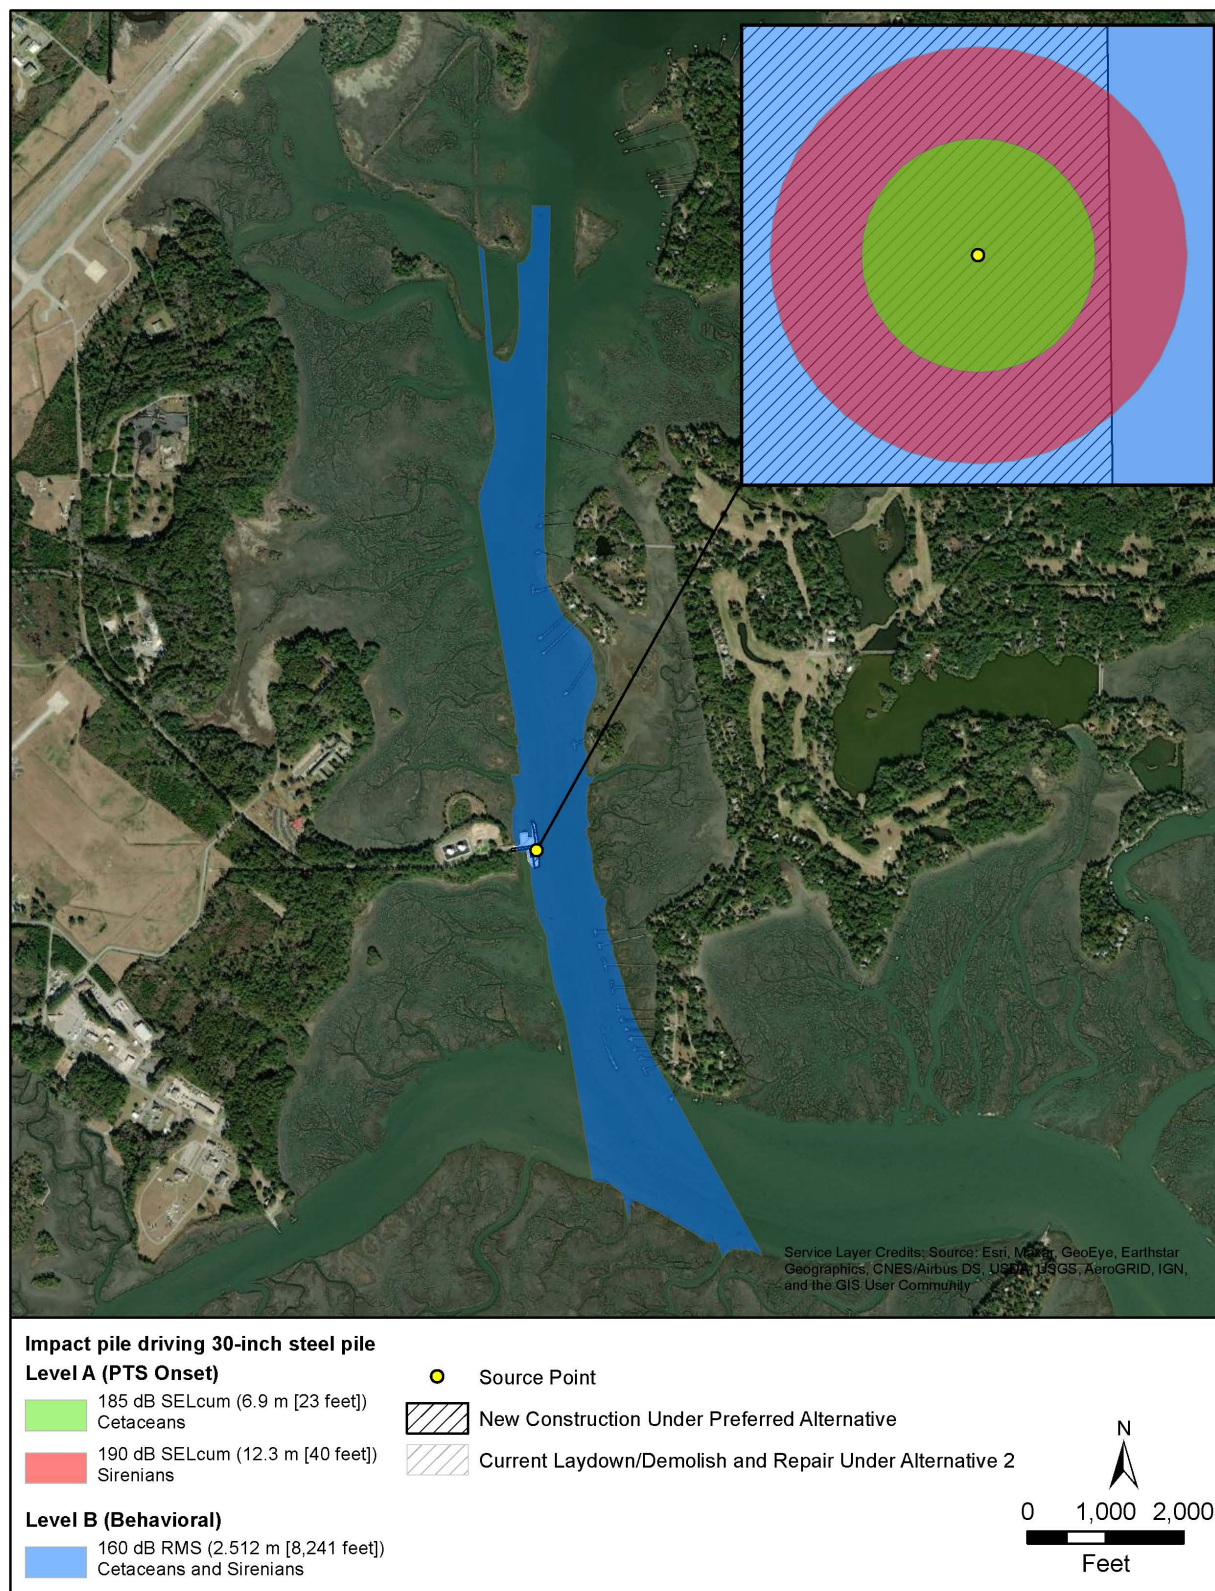 Service Layer Credits: Source: Esri, Maxar, GeoEye, Earthstar
Geographics, CNES/Airbus DS, USDA, USGS, AeroGRID, IGN,
and the GIS User Community
Impact pile driving 30-inch steel pile
Level A (PTS Onset)
185 dB SELcum (6.9 m [23 feet])
Cetaceans
190 dB SELcum (12.3 m [40 feet])
Sirenians
Level B (Behavioral)
160 dB RMS (2.512 m [8,241 feet])
Cetaceans and Sirenians
Source Point
New Construction Under Preferred Alternative
Current Laydown/Demolish and Repair Under Alternative 2
N
0 1,000 2,000
Feet